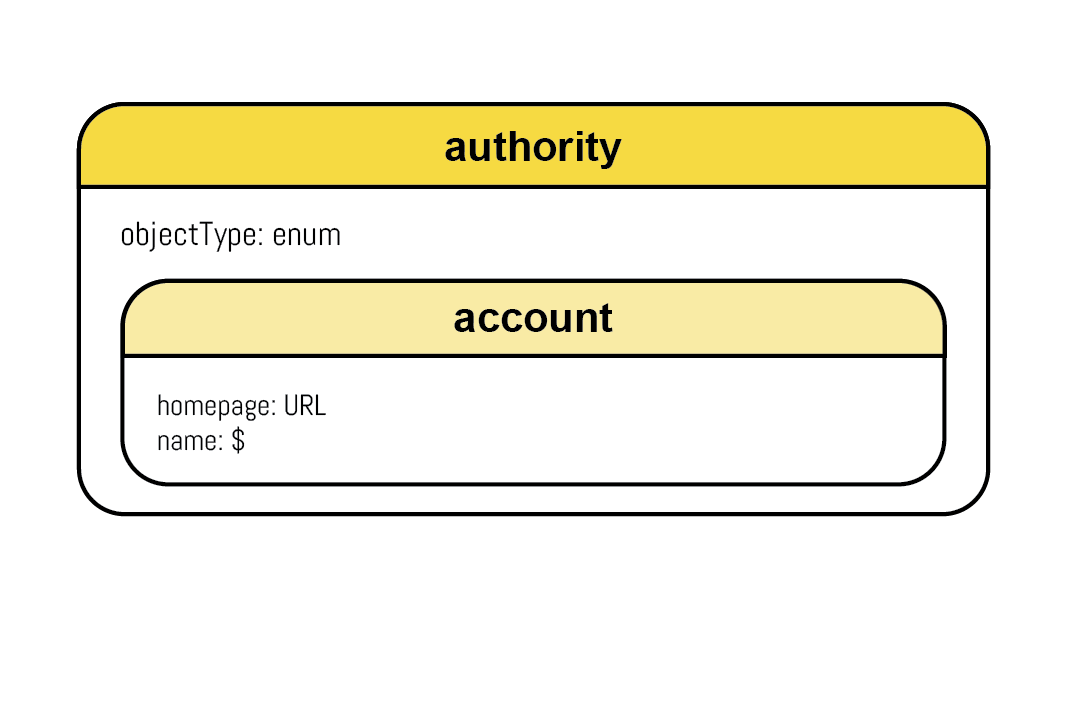 authority
objectType: enum
account
homepage: URL
name: $